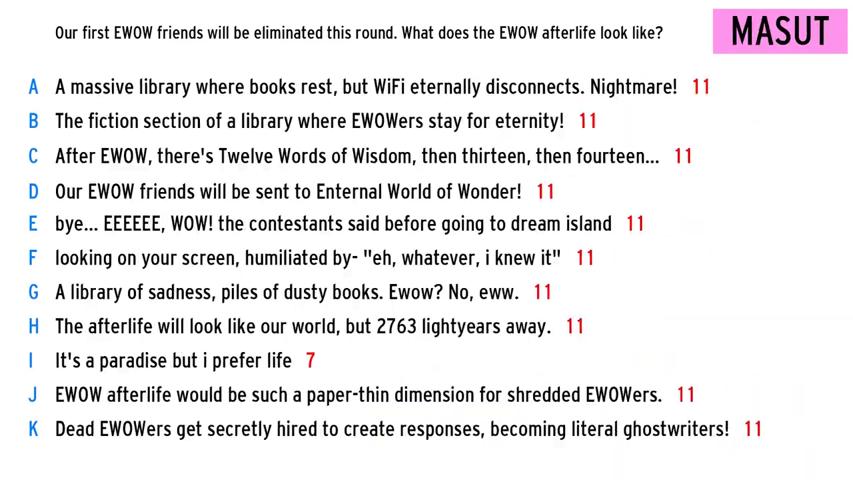 Our first EWOW friends will be eliminated this round. What does the EWOW afterlife look like?
MASUT
A A massive library where books rest, but WiFi eternally disconnects. Nightmare! 11
B The fiction section of a library where EWOWers stay for eternity! 11
C After EWOW, there's Twelve Words of Wisdom, then thirteen, then fourteen... 11
D Our EWOW friends will be sent to Enternal World of Wonder! 11
E bye... EEEEEE, WOW! the contestants said before going to dream island 11
F looking on your screen, humiliated by- "eh, whatever, i knew it" 11
G A library of sadness, piles of dusty books. Ewow? No, eww. 11
H The afterlife will look like our world, but 2763 lightyears away. 11
I It's a paradise but i prefer life 7
J EWOW afterlife would be such a paper-thin dimension for shredded EWOWers. 11
K Dead EWOWers get secretly hired to create responses, becoming literal ghostwriters! 11